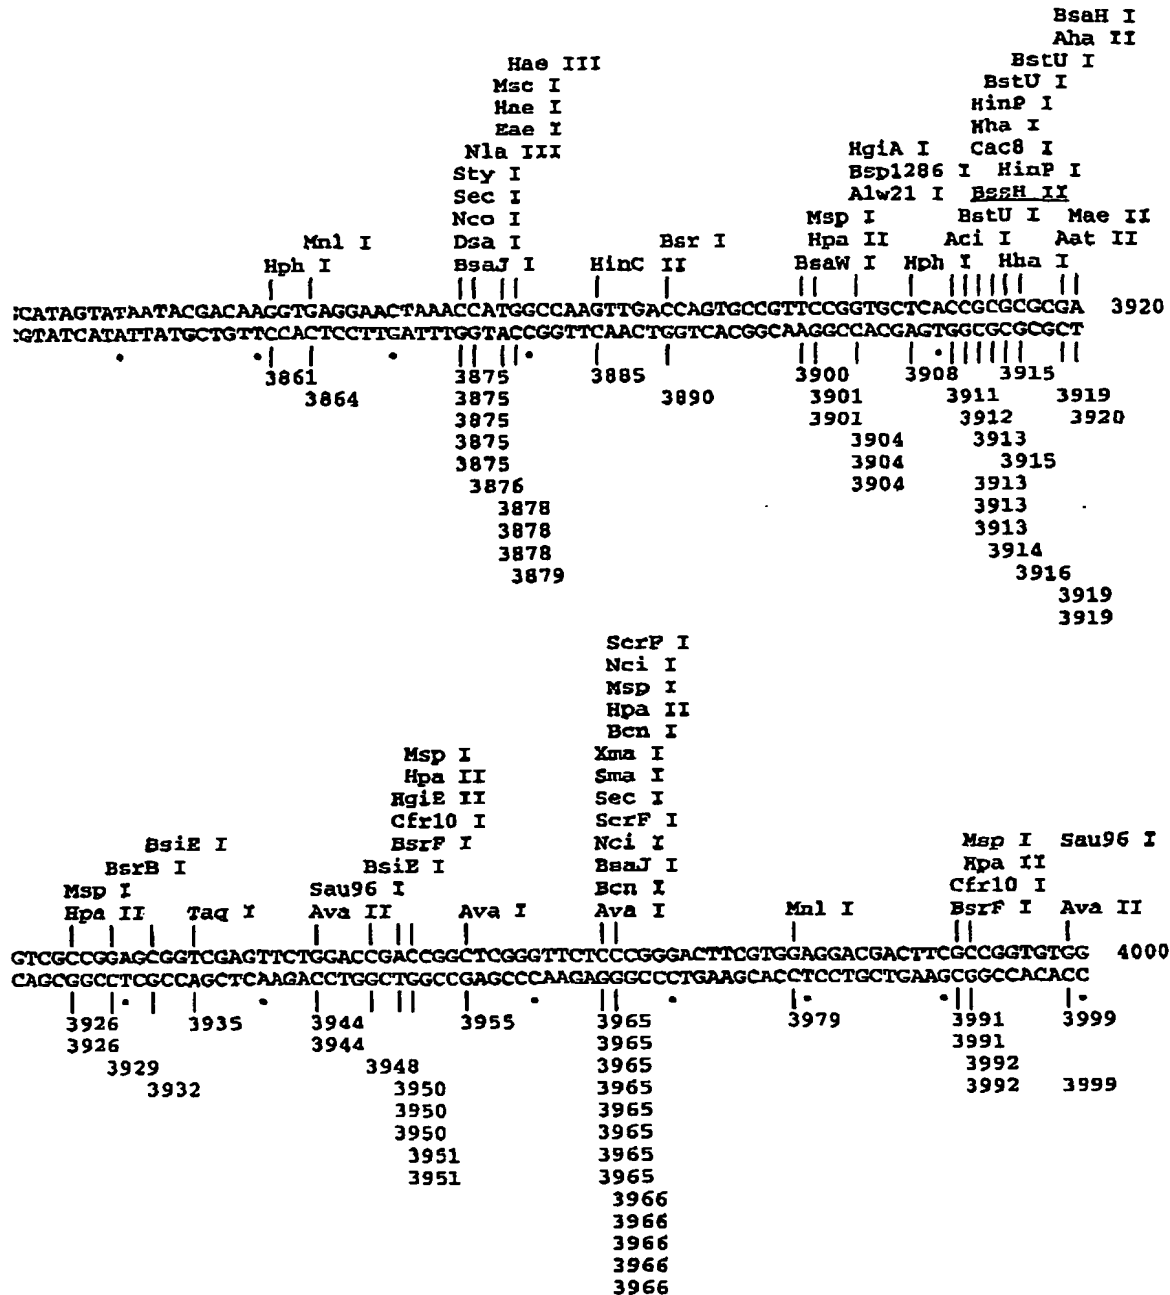 BsaH I
Aha II
Hae III BstU I
Msc I BstU I
Hae I HinP I
Eae I Hha I
Nla III HgiA I Cac8 I
Sty I Bsp1286 I HinP I
Sec I Alw21 I BssH II
Nco I Msp I BstU I Mae II
Mnl I Dsa I Bsr I Hpa II Aci I Aat II
Hph I BsaJ I HinC II BsaW I Hph I Hha I
CATAGTATAATACGACAAGGTGAGGAACTAAACCATGGCCAAGTTGACCAGTGCCGTTCCGGTGCTCACCGCGCGCGA 3920
GTATCATATTATGCTGTTCCACTCCTTGATTTGGTACCGGTTCAACTGGTCACGGCAAGGCCACGAGTGGCGCGCGCT
3861 3875 3885 3900 3908 3915
3864 3875 3890 3901 3911 3919
3875 3901 3912 3920
3875 3904 3913
3875 3904 3915
3876 3904 3913
3878 3913
3878 3913
3878 3914
3879 3916
3919
3919
ScrF I
Nci I
Msp I
Hpa II
Bcn I
Msp I Xma I
Hpa II Sma I
HgiE II Sec I
Cfr10 I ScrF I
BsiE I BsrF I Nci I Msp I Sau96 I
BsrB I BsiE I BsaJ I Hpa II
Msp I Sau96 I Bcn I Cfr10 I
Hpa II Taq I Ava II Ava I Ava I Mnl I BsrF I Ava II
GTCGCCGGAGCGGTCGAGTTCTGGACCGACCGGCTCGGGTTCTCCCGGGACTTCGTGGAGGACGACTTCGCCGGTGTGG 4000
CAGCGGCCTCGCCAGCTCAAGACCTGGCTGGCCGAGCCCAAGAGGGCCCTGAAGCACCTCCTGCTGAAGCGGCCACACC
3926 3935 3944 3955 3965 3979 3991 3999
3926 3944 3965 3991
3929 3948 3965 3992
3932 3950 3965 3992 3999
3950 3965
3950 3965
3951 3965
3951 3965
3966
3966
3966
3966
3966